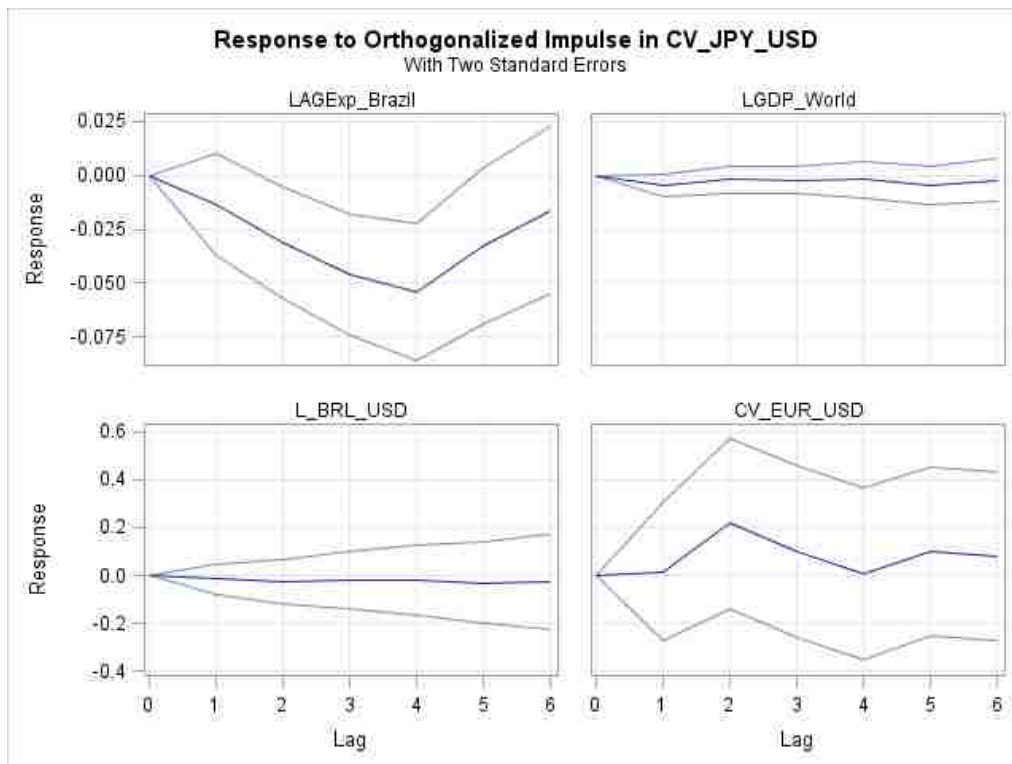 Response to Orthogonalized Impulse in CV_JPY_USD
With Two Standard Errors
LAGExp_Brazil
LGDP_World
0.025
0.000
-0.025
-0.050
-0.075
Response
L_BRL_USD
CV_EUR_USD
0.6
0.4
0.2
0.0
-0.2
-0.4
Response
0 1 2 3 4 5 6
0 1 2 3 4 5 6
Lag
Lag